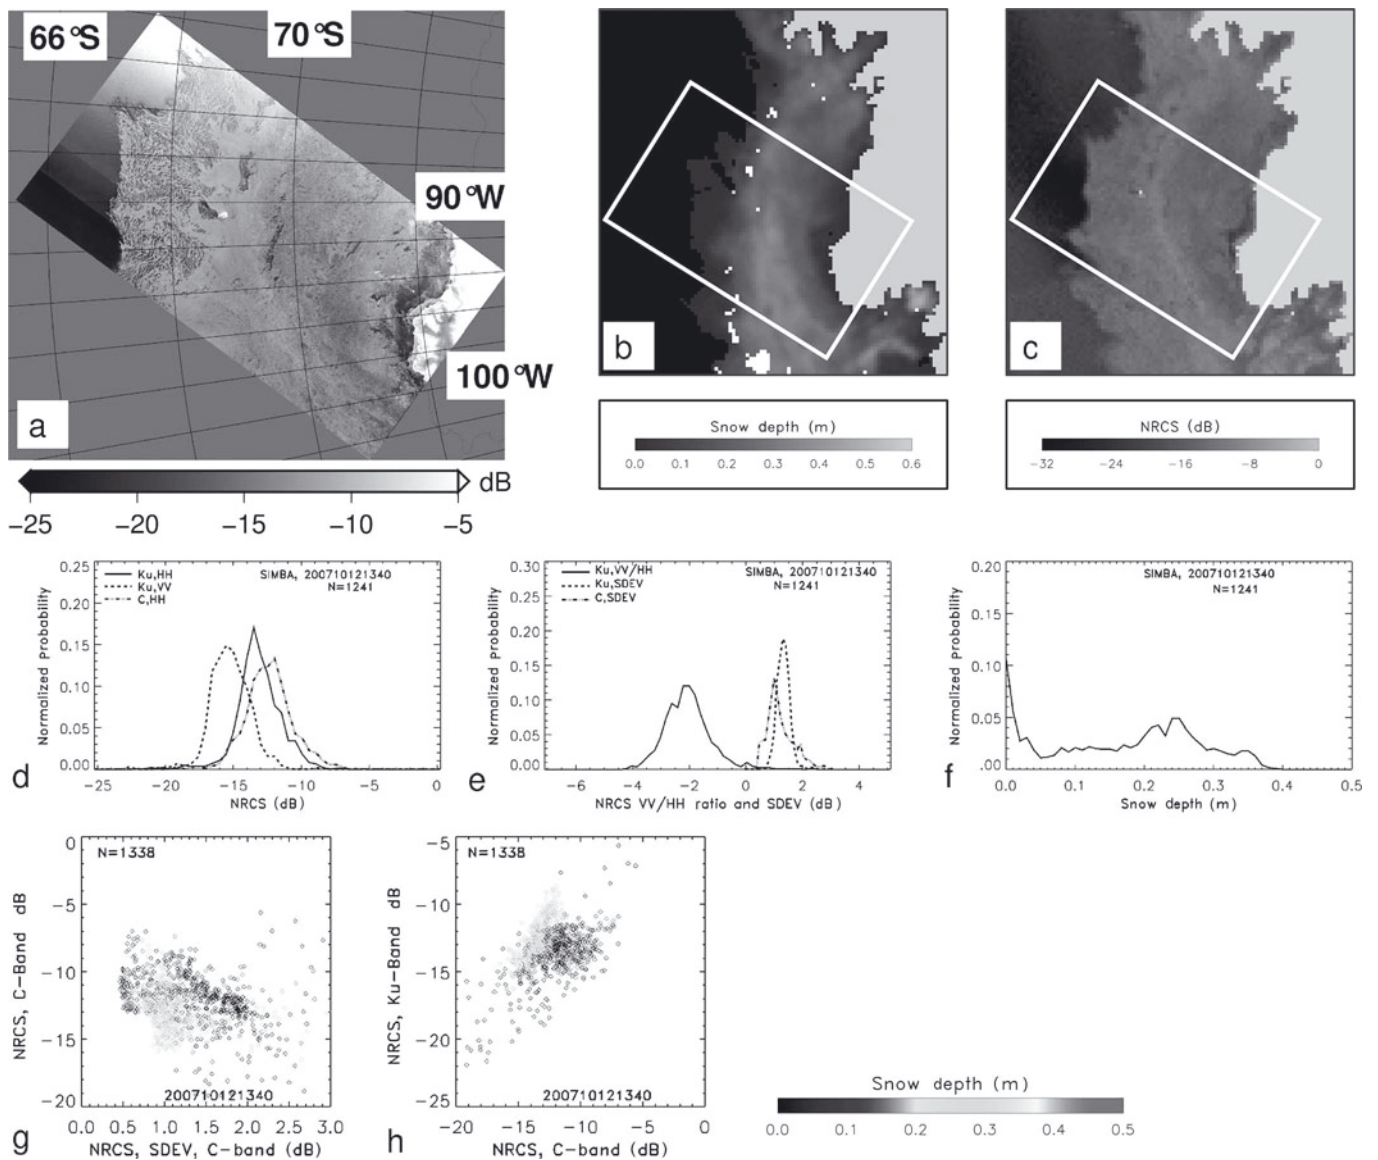 66°S
70°S
90°W
100°W
a
dB
−25 −20 −15 −10 −5
b
Snow depth (m)
0.0 0.1 0.2 0.3 0.4 0.5 0.6
c
NRCS (dB)
−32 −24 −16 −8 0
0.25
0.20
0.15
0.10
0.05
0.00
Normalized Probability
Ku,HH
Ku,VV
C,HH
SIMBA, 200710121340
N=1241
−25 −20 −15 −10 −5 0
NRCS (dB)
d
0.30
0.25
0.20
0.15
0.10
0.05
0.00
Normalized Probability
Ku,VV/HH
Ku,SDEV
C,SDEV
SIMBA, 200710121340
N=1241
−6 −4 −2 0 2 4
NRCS VV/HH ratio and SDEV (dB)
e
0.20
0.15
0.10
0.05
.00
Normalized Probability
SIMBA, 200710121340
N=1241
0.0 0.1 0.2 0.3 0.4 0.5
Snow depth (m)
f
0
−5
−10
−15
−20
NRCS, C−Band dB
N=1338
200710121340
0.0 0.5 1.0 1.5 2.0 2.5 3.0
NRCS, SDEV, C−band (dB)
g
−5
−10
−15
−20
−25
NRCS, Ku−Band dB
N=1338
200710121340
−20 −15 −10 −5 0
NRCS, C−band (dB)
h
Snow depth (m)
0.0 0.1 0.2 0.3 0.4 0.5